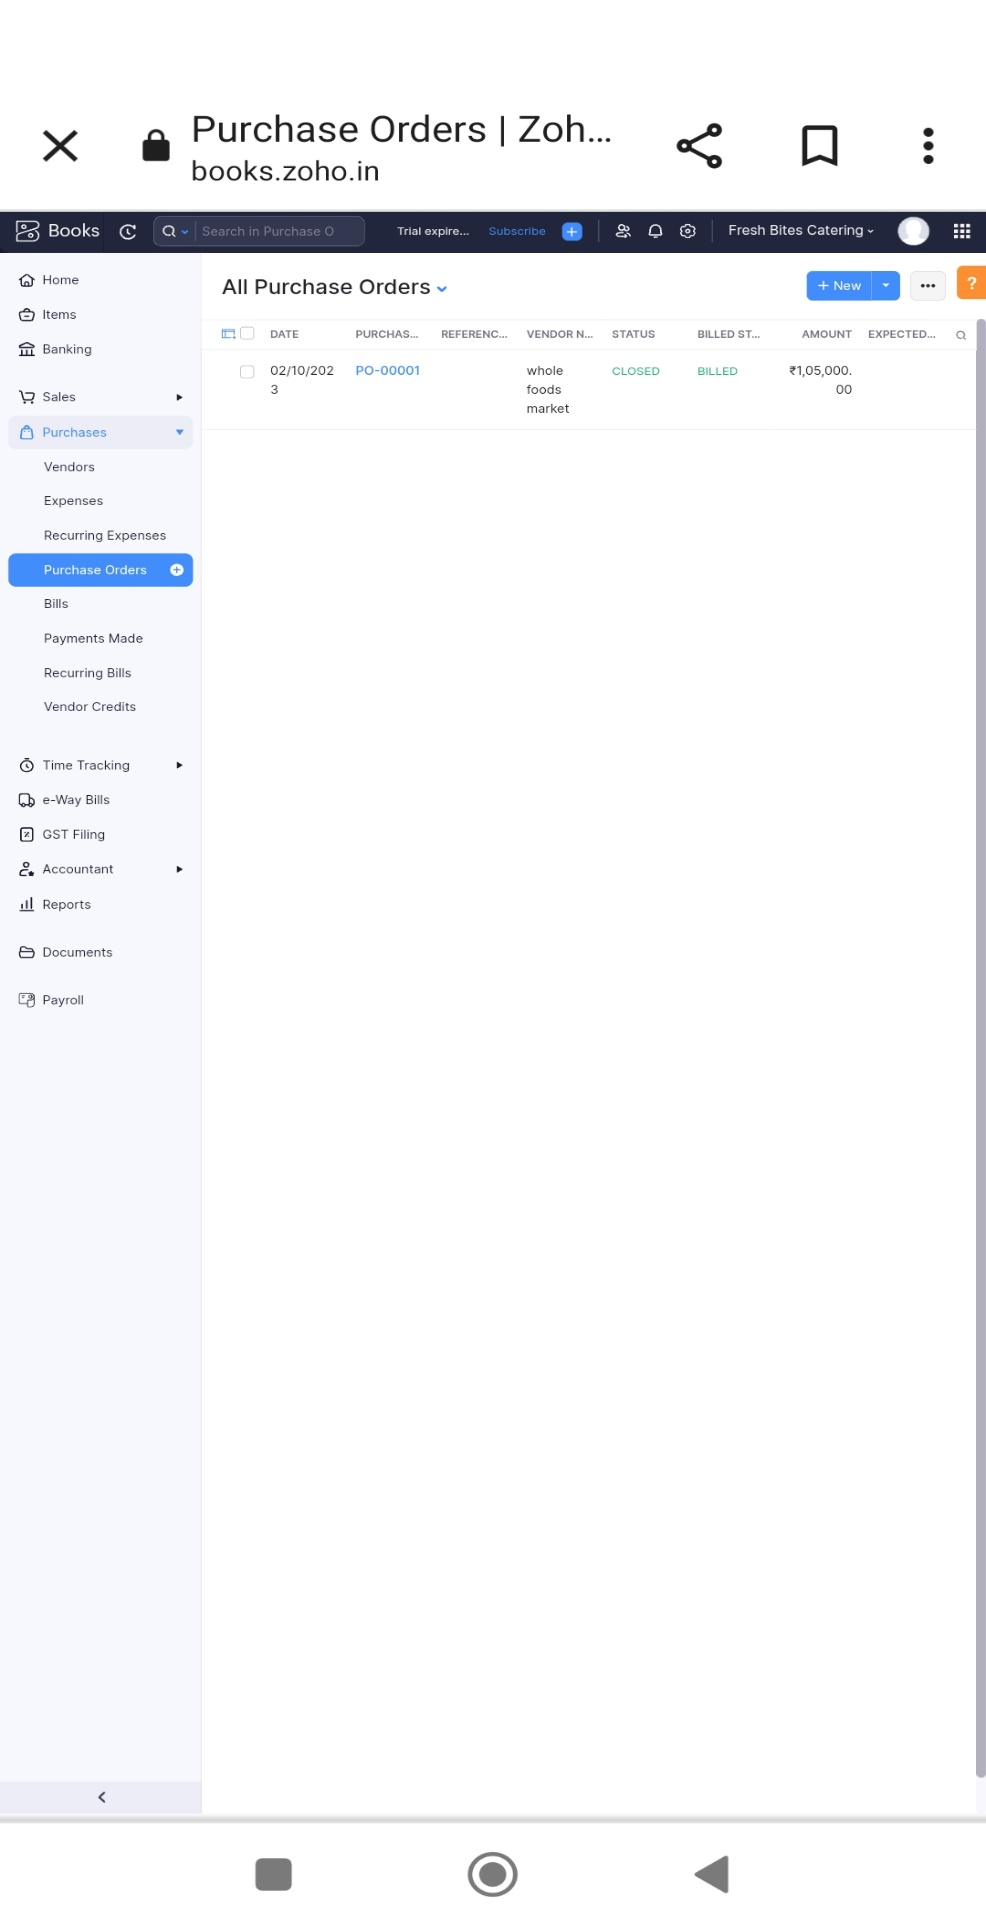 Purchase Orders | Zoh...
books.zoho.in
Books
Search in Purchase O
Trial expire...
Subscribe
Fresh Bites Catering
Home
Items
Banking
Sales
Purchases
Vendors
Expenses
Recurring Expenses
Purchase Orders
Bills
Payments Made
Recurring Bills
Vendor Credits
Time Tracking
e-Way Bills
GST Filing
Accountant
Reports
Documents
Payroll
All Purchase Orders
+ New
?
DATE PURCHAS... REFERENC... VENDOR N... STATUS BILLED ST... AMOUNT EXPECTED...
02/10/202 PO-00001 whole CLOSED BILLED ₹1,05,000.
3 foods 00
market